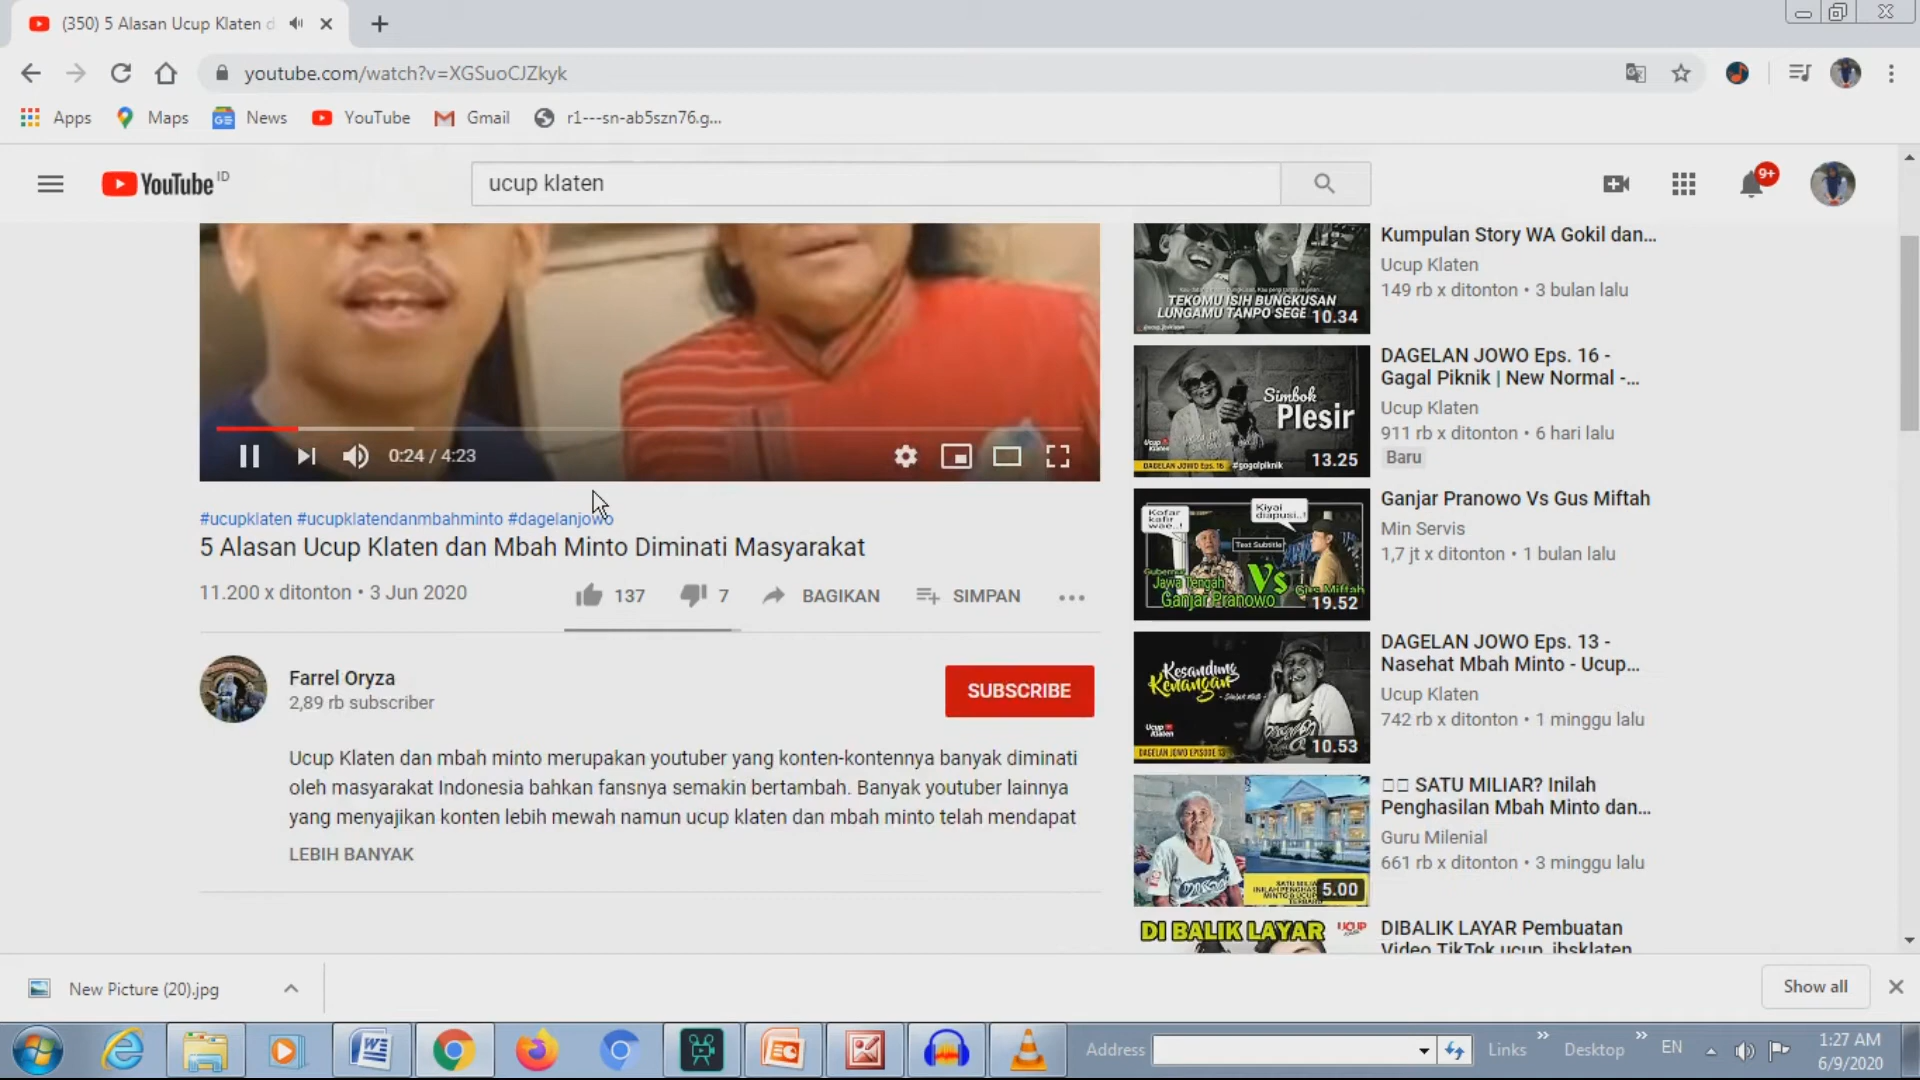 (350) 5 Alasan Ucup Klaten d
youtube.com/watch?v=XGSuoCJZkyk
Apps Maps News YouTube Gmail r1---sn-ab5szn76.g...
YouTube ID
ucup klaten
9+
0:24 / 4:23
#ucupklaten #ucupklatendanmbahminto #dagelanjowo
5 Alasan Ucup Klaten dan Mbah Minto Diminati Masyarakat
11.200 x ditonton • 3 Jun 2020
137 7 BAGIKAN SIMPAN
Farrel Oryza
2,89 rb subscriber
SUBSCRIBE
Ucup Klaten dan mbah minto merupakan youtuber yang konten-kontennya banyak diminati
oleh masyarakat Indonesia bahkan fansnya semakin bertambah. Banyak youtuber lainnya
yang menyajikan konten lebih mewah namun ucup klaten dan mbah minto telah mendapat
LEBIH BANYAK
TEKOMU ISIH BUNGKUSAN
LUNGAMU TANPO SEGE
10.34
Kumpulan Story WA Gokil dan...
Ucup Klaten
149 rb x ditonton • 3 bulan lalu
Simbok
Plesir
DAGELAN JOWO Eps. 16 #gagalpiknik
13.25
DAGELAN JOWO Eps. 16 -
Gagal Piknik | New Normal -...
Ucup Klaten
911 rb x ditonton • 6 hari lalu
Baru
Kofar
kafir
wae..!
Kiyai
diapusi..!
Text Subtitle
Gubernur
Jawa Tengah
Ganjar Pranowo
Vs
Gus Miftah
19.52
Ganjar Pranowo Vs Gus Miftah
Min Servis
1,7 jt x ditonton • 1 bulan lalu
Kesandung
Kenangan
Ucup
Klaten
DAGELAN JOWO EPISODE 13
10.53
DAGELAN JOWO Eps. 13 -
Nasehat Mbah Minto - Ucup...
Ucup Klaten
742 rb x ditonton • 1 minggu lalu
5.00
SATU MILIAR? Inilah
Penghasilan Mbah Minto dan...
Guru Milenial
661 rb x ditonton • 3 minggu lalu
DI BALIK LAYAR
UCUP
DIBALIK LAYAR Pembuatan
Video TikTok ucup_jbsklaten
New Picture (20).jpg
Show all
Address Links Desktop EN
1:27 AM
6/9/2020